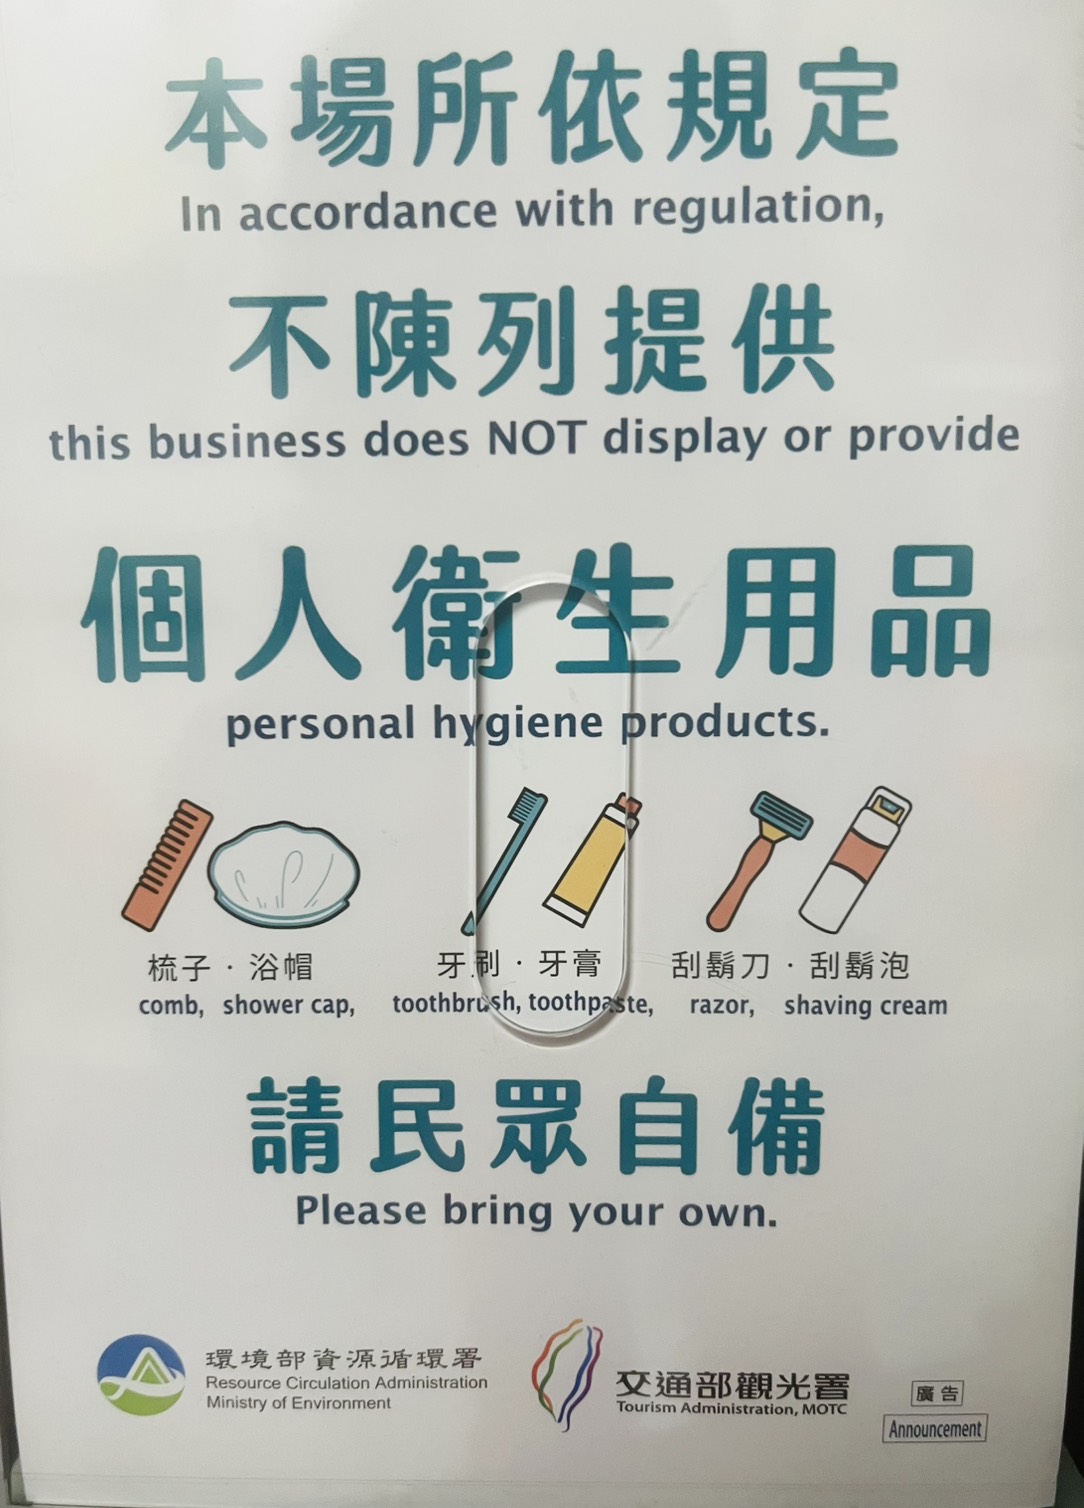 本場所依規定
In accordance with regulation,
不陳列提供
this business does NOT display or provide
個人衛生用品
personal hygiene products.
梳子・浴帽 牙刷・牙膏 刮鬍刀・刮鬍泡
comb, shower cap, toothbrush, toothpaste, razor, shaving cream
請民眾自備
Please bring your own.
環境部資源循環署
Resource Circulation Administration
Ministry of Environment
交通部觀光署
Tourism Administration, MOTC
廣告
Announcement